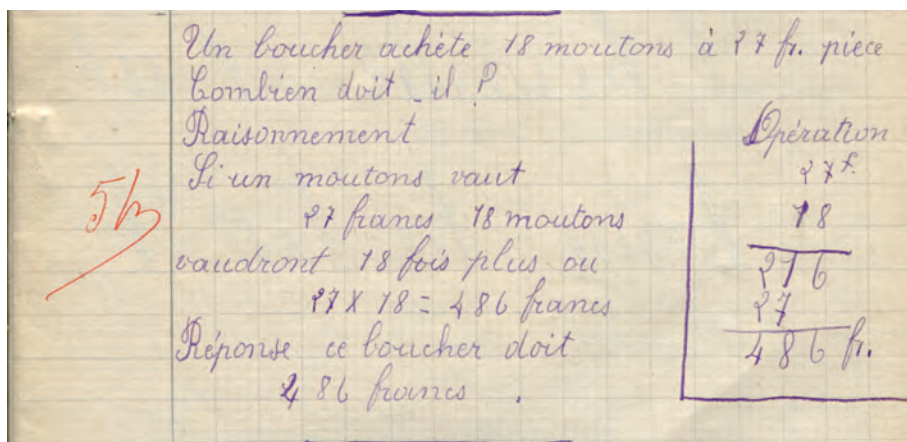 Un boucher achéte 18 moutons à 27 fr. pièce
Combien doit-il ?
Raisonnement
Si un moutons vaut
27 francs 18 moutons
vaudront 18 fois plus ou
27 X 18 = 486 francs
Réponse ce boucher doit
486 francs.
Opération
27 f.
18
216
27
486 fr.